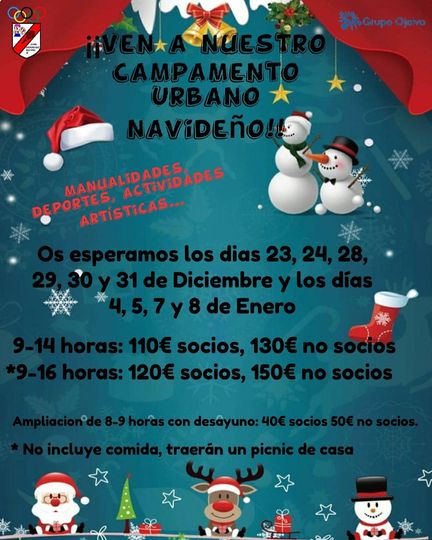 Grupo Ojeiva
¡¡VEN A NUESTRO
CAMPAMENTO
URBANO
NAVIDEÑO!!
MANUALIDADES,
DEPORTES, ACTIVIDADES
ARTÍSTICAS...
Os esperamos los dias 23, 24, 28,
29, 30 y 31 de Diciembre y los días
4, 5, 7 y 8 de Enero
9-14 horas: 110€ socios, 130€ no socios
*9-16 horas: 120€ socios, 150€ no socios
Ampliacion de 8-9 horas con desayuno: 40€ socios 50€ no socios.
* No incluye comida, traerán un picnic de casa